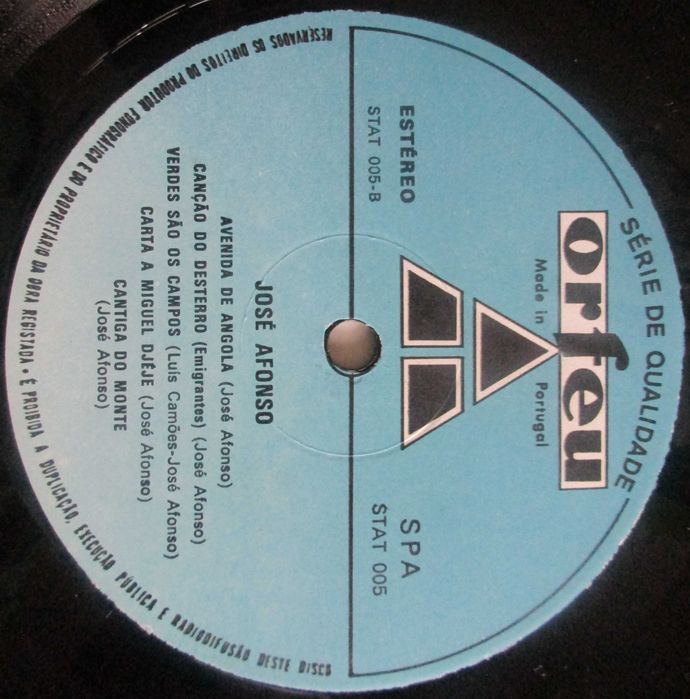 SÉRIE DE QUALIDADE
orfeu
Made in Portugal
ESTÉREO
STAT 005-B
SPA
STAT 005
JOSÉ AFONSO
AVENIDA DE ANGOLA (José Afonso)
CANÇÃO DO DESTERRO (Emigrantes) (José Afonso)
VERDES SÃO OS CAMPOS (Luis Camões-José Afonso)
CARTA A MIGUEL DJÉJE (José Afonso)
CANTIGA DO MONTE
(José Afonso)
RESERVADOS OS DIREITOS DO PRODUTOR FONOGRÁFICO E DO PROPRIETÁRIO DA OBRA REGISTADA • É PROIBIDA A DUPLICAÇÃO, EXECUÇÃO PÚBLICA E RADIODIFUSÃO DESTE DISCO